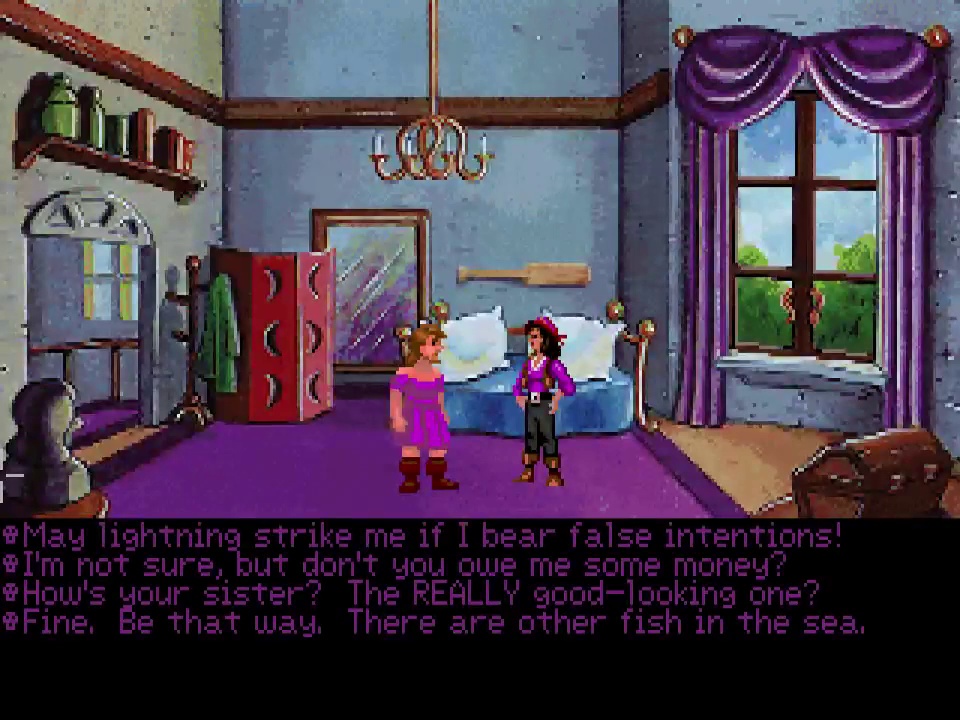 May lightning strike me if I bear false intentions!
I'm not sure, but don't you owe me some money?
How's your sister?  The REALLY good-looking one?
Fine.  Be that way.  There are other fish in the sea.